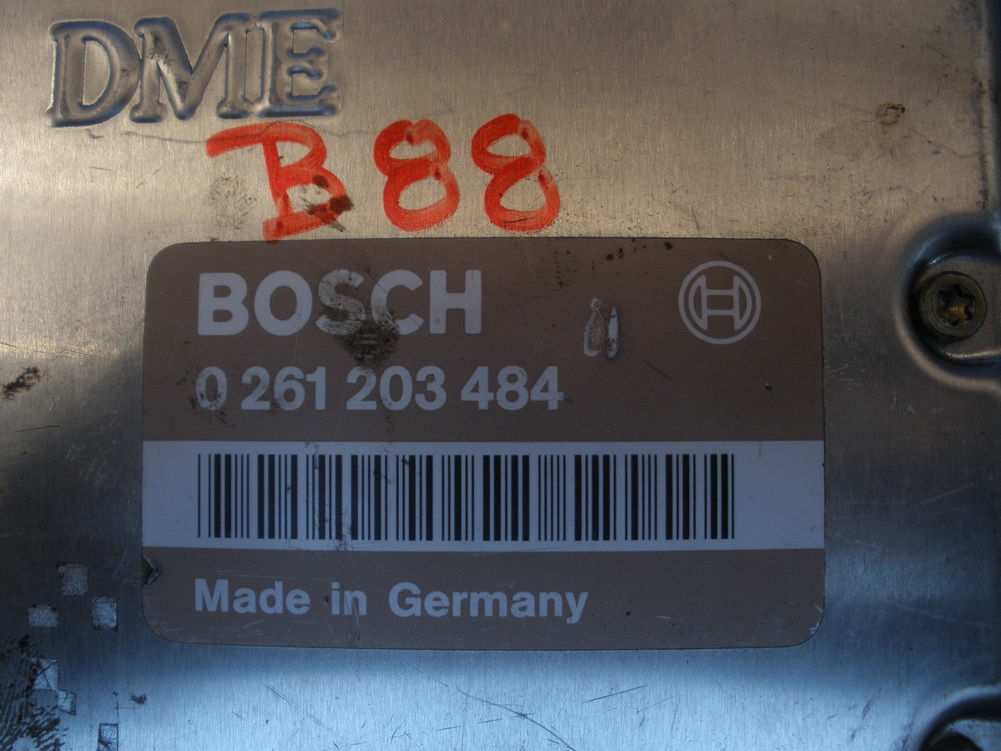 DME
B88
BOSCH
0 261 203 484
Made in Germany